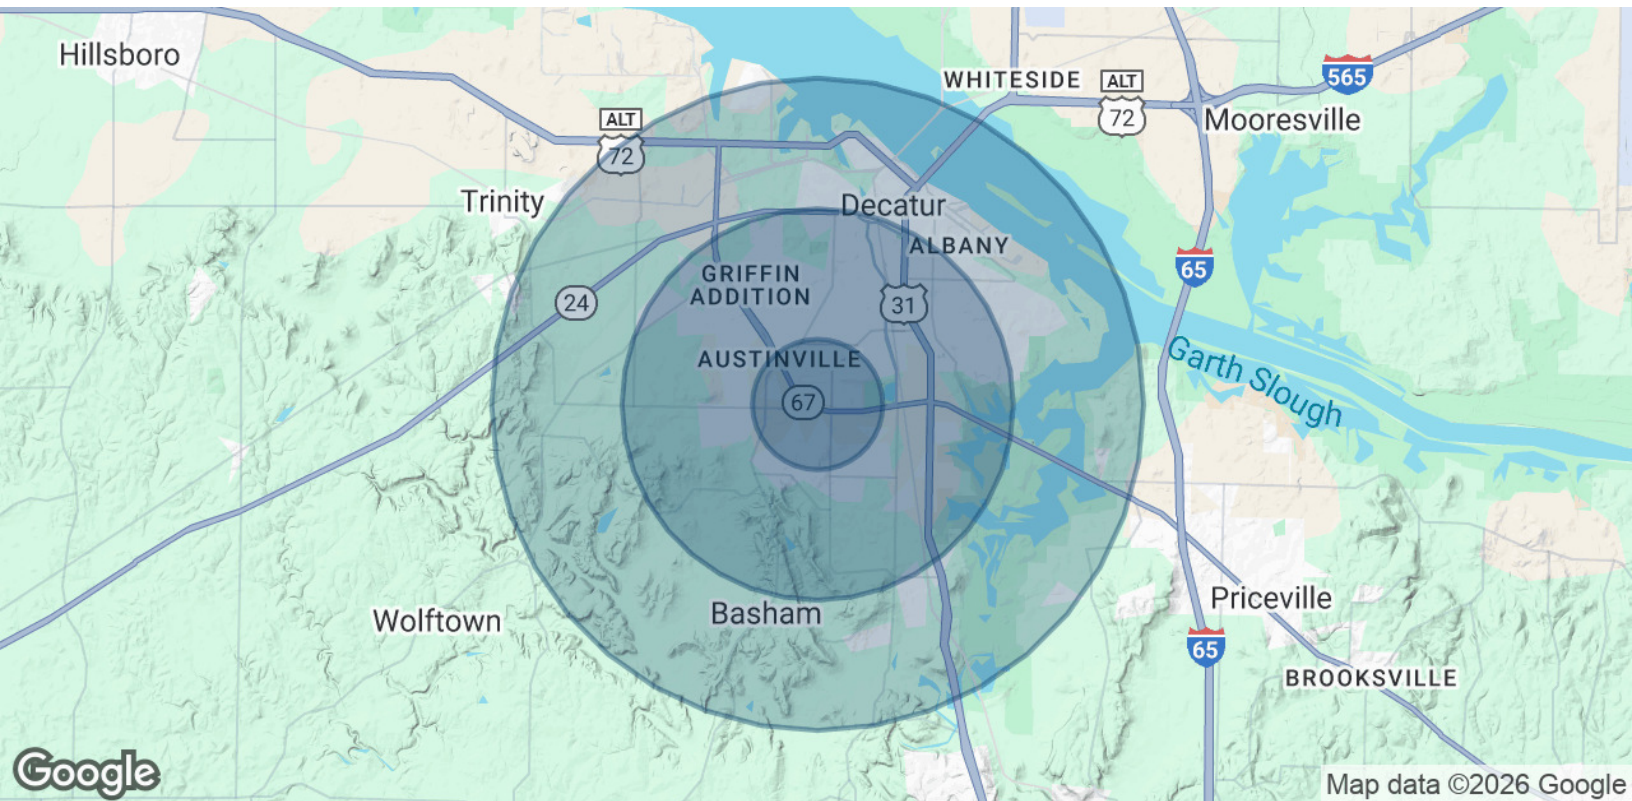 Hillsboro
WHITESIDE
ALT
72
565
Mooresville
ALT
72
Trinity
Decatur
ALBANY
65
GRIFFIN
ADDITION
24
31
AUSTINVILLE
67
Garth Slough
Basham
Wolftown
Priceville
65
BROOKSVILLE
Google
Map data ©2026 Google